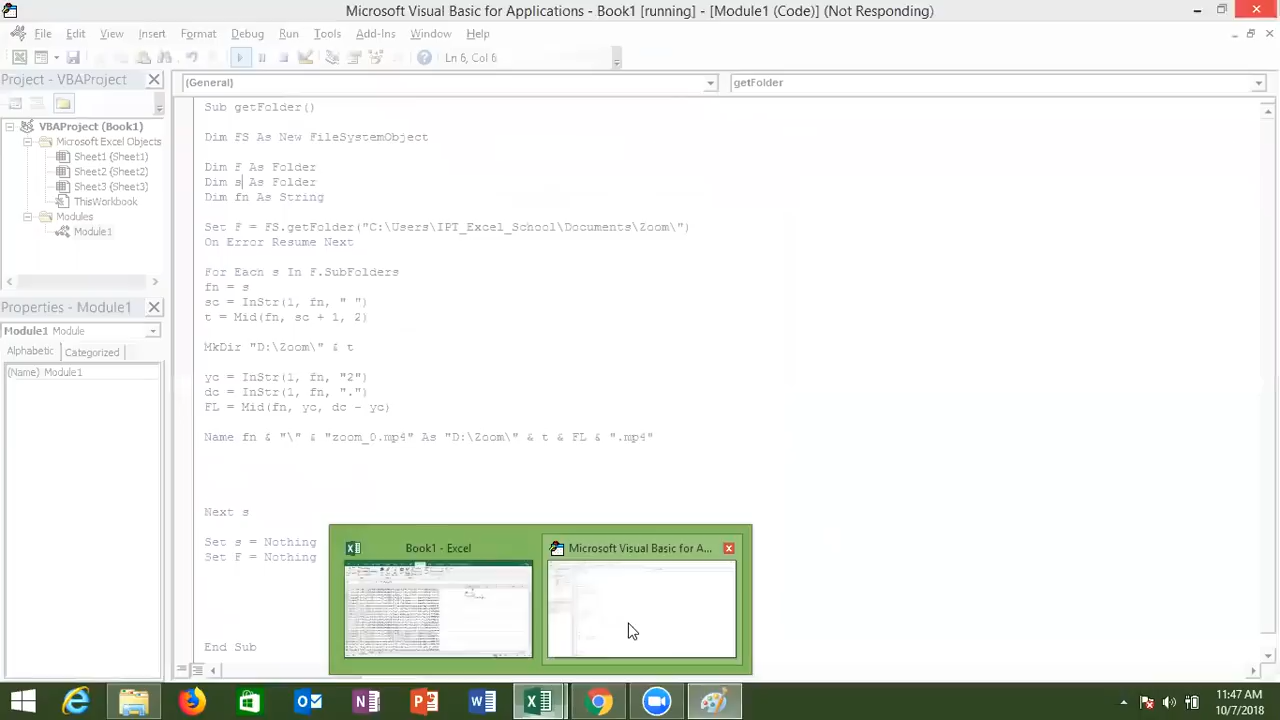 Microsoft Visual Basic for Applications - Book1 [running] - [Module1 (Code)] (Not Responding)
File Edit View Insert Format Debug Run Tools Add-Ins Window Help
Ln 6, Col 6
Project - VBAProject
(General)
getFolder
VBAProject (Book1)
Microsoft Excel Objects
Sheet1 (Sheet1)
Sheet2 (Sheet2)
Sheet3 (Sheet3)
ThisWorkbook
Modules
Module1
Properties - Module1
Module1 Module
Alphabetic Categorized
(Name) Module1
Sub getFolder()
Dim FS As New FileSystemObject
Dim F As Folder
Dim s As Folder
Dim fn As String
Set F = FS.getFolder("C:\Users\IPT_Excel_School\Documents\Zoom\")
On Error Resume Next
For Each s In F.SubFolders
fn = s
sc = InStr(1, fn, " ")
t = Mid(fn, sc + 1, 2)
MkDir "D:\Zoom\" & t
yc = InStr(1, fn, "2")
dc = InStr(1, fn, ".")
FL = Mid(fn, yc, dc - yc)
Name fn & "\" & "zoom_0.mp4" As "D:\Zoom\" & t & FL & ".mp4"
Next s
Set s = Nothing
Set F = Nothing
End Sub
Book1 - Excel
Microsoft Visual Basic for A...
11:47 AM
10/7/2018